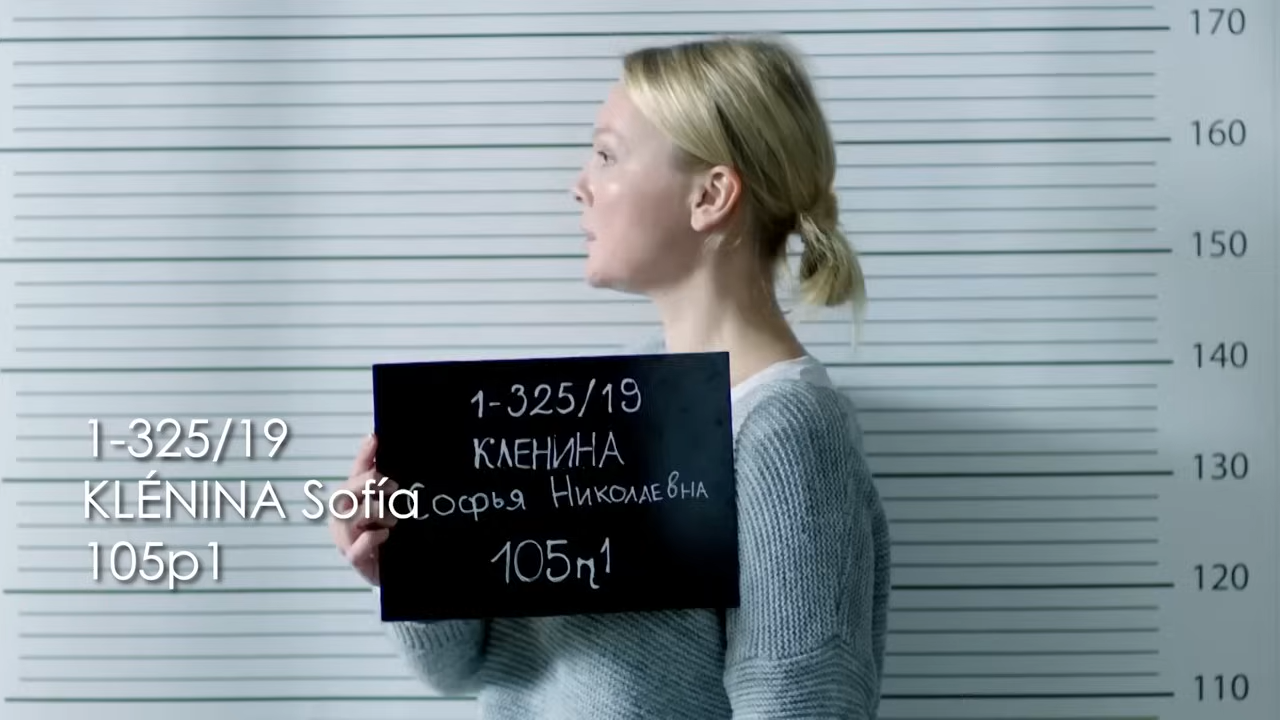 170
160
150
140
130
120
110
1-325/19
КЛЕНИНА
Софья Николаевна
105п1
1-325/19
KLÉNINA Sofía
105p1